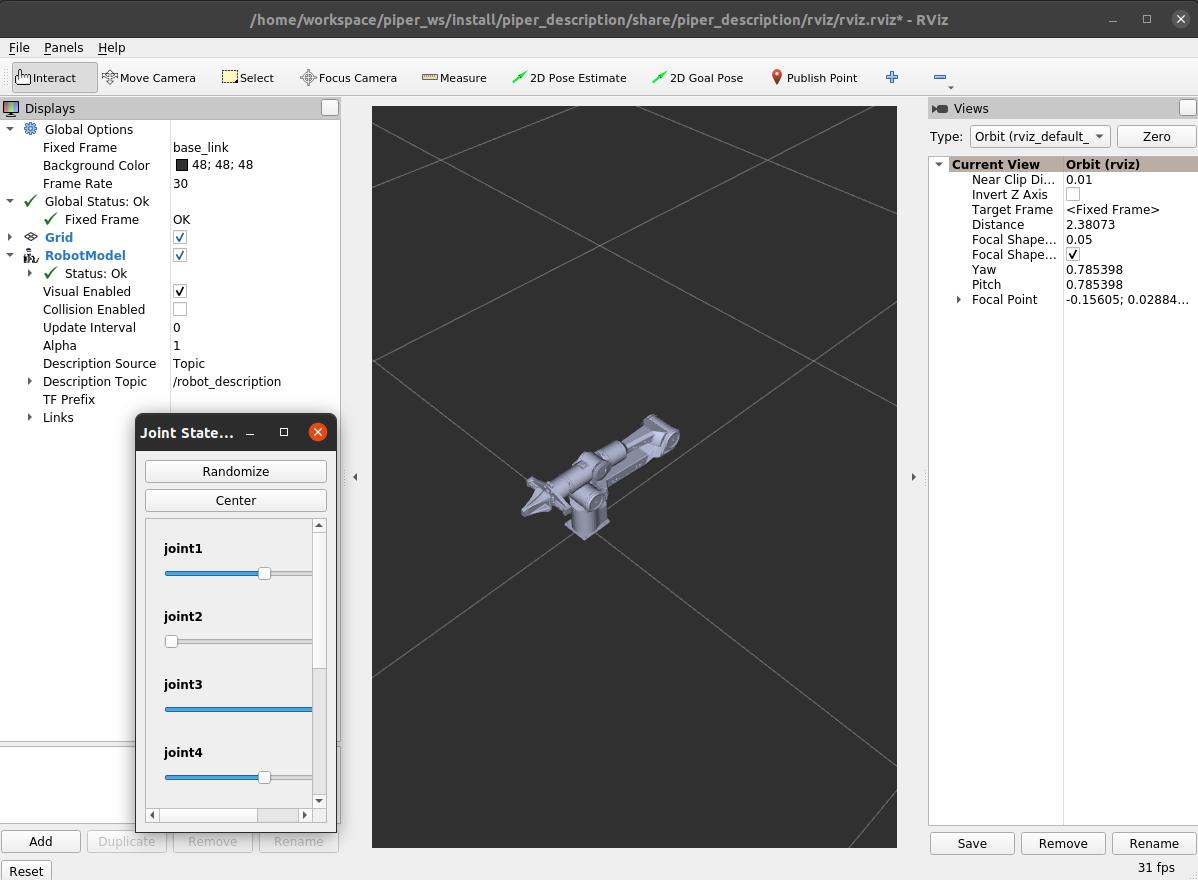 /home/workspace/piper_ws/install/piper_description/share/piper_description/rviz/rviz.rviz* - RViz
File Panels Help
Interact Move Camera Select Focus Camera Measure 2D Pose Estimate 2D Goal Pose Publish Point
Displays
Global Options
Fixed Frame base_link
Background Color 48; 48; 48
Frame Rate 30
Global Status: Ok
Fixed Frame OK
Grid
RobotModel
Status: Ok
Visual Enabled
Collision Enabled
Update Interval 0
Alpha 1
Description Source Topic
Description Topic /robot_description
TF Prefix
Links
Joint State...
Randomize
Center
joint1
joint2
joint3
joint4
Add Duplicate Remove Rename
Reset
Views
Type: Orbit (rviz_default_ Zero
Current View Orbit (rviz)
Near Clip Di... 0.01
Invert Z Axis
Target Frame <Fixed Frame>
Distance 2.38073
Focal Shape... 0.05
Focal Shape...
Yaw 0.785398
Pitch 0.785398
Focal Point -0.15605; 0.02884...
Save Remove Rename
31 fps